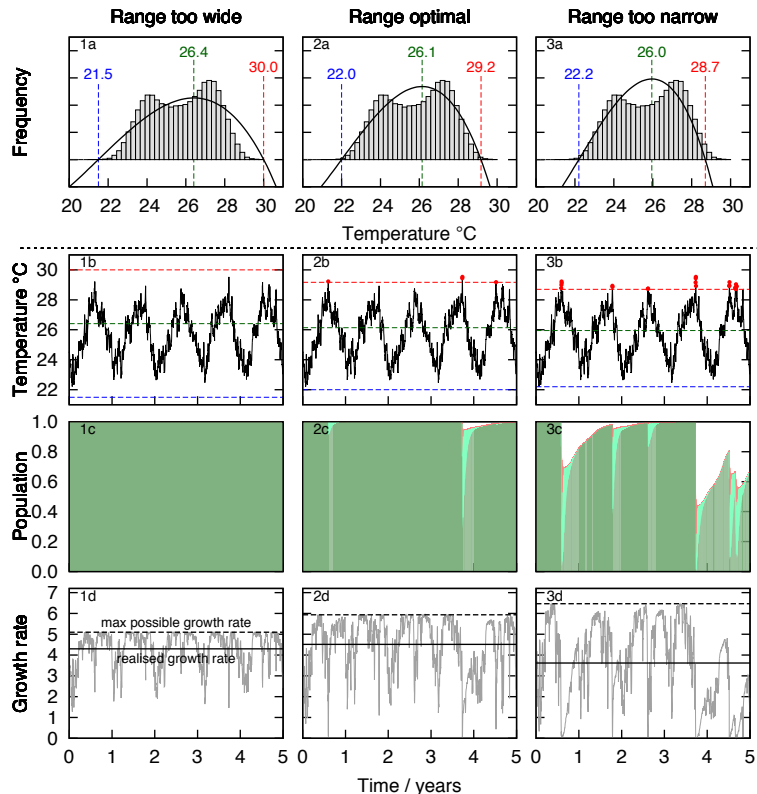 Range too wide Range optimal Range too narrow
1a 2a 3a
26.4 26.1 26.0
21.5 30.0 22.0 29.2 22.2 28.7
Frequency
20 22 24 26 28 30 20 22 24 26 28 30 20 22 24 26 28 30
Temperature °C
1b 2b 3b
Temperature °C
30
28
26
24
22
1c 2c 3c
Population
1.0
0.8
0.6
0.4
0.2
0.0
1d 2d 3d
Growth rate
7
6
5
4
3
2
1
0
max possible growth rate
realised growth rate
0 1 2 3 4 5 0 1 2 3 4 5 0 1 2 3 4 5
Time / years